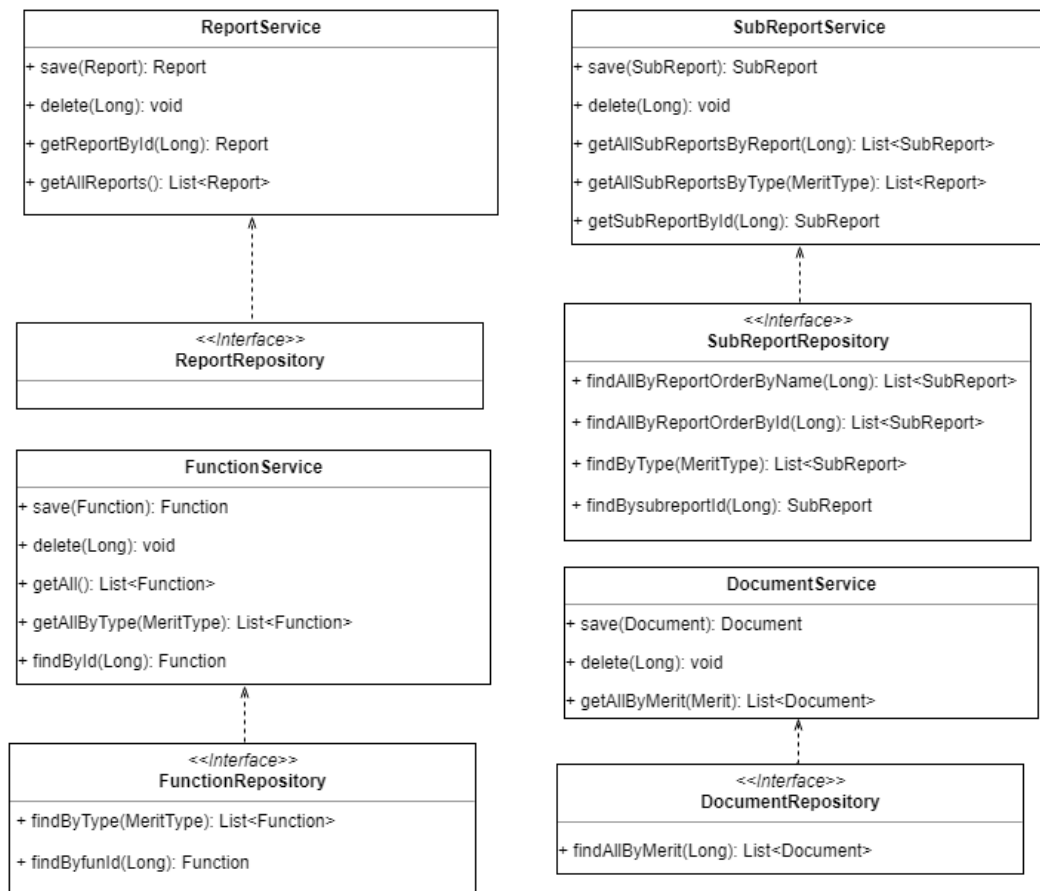 ReportService
+ save(Report): Report
+ delete(Long): void
+ getReportById(Long): Report
+ getAllReports(): List<Report>
<<Interface>>
ReportRepository
FunctionService
+ save(Function): Function
+ delete(Long): void
+ getAll(): List<Function>
+ getAllByType(MeritType): List<Function>
+ findById(Long): Function
<<Interface>>
FunctionRepository
+ findByType(MeritType): List<Function>
+ findByfunId(Long): Function
SubReportService
+ save(SubReport): SubReport
+ delete(Long): void
+ getAllSubReportsByReport(Long): List<SubReport>
+ getAllSubReportsByType(MeritType): List<Report>
+ getSubReportById(Long): SubReport
<<Interface>>
SubReportRepository
+ findAllByReportOrderByName(Long): List<SubReport>
+ findAllByReportOrderById(Long): List<SubReport>
+ findByType(MeritType): List<SubReport>
+ findBysubreportId(Long): SubReport
DocumentService
+ save(Document): Document
+ delete(Long): void
+ getAllByMerit(Merit): List<Document>
<<Interface>>
DocumentRepository
+ findAllByMerit(Long): List<Document>